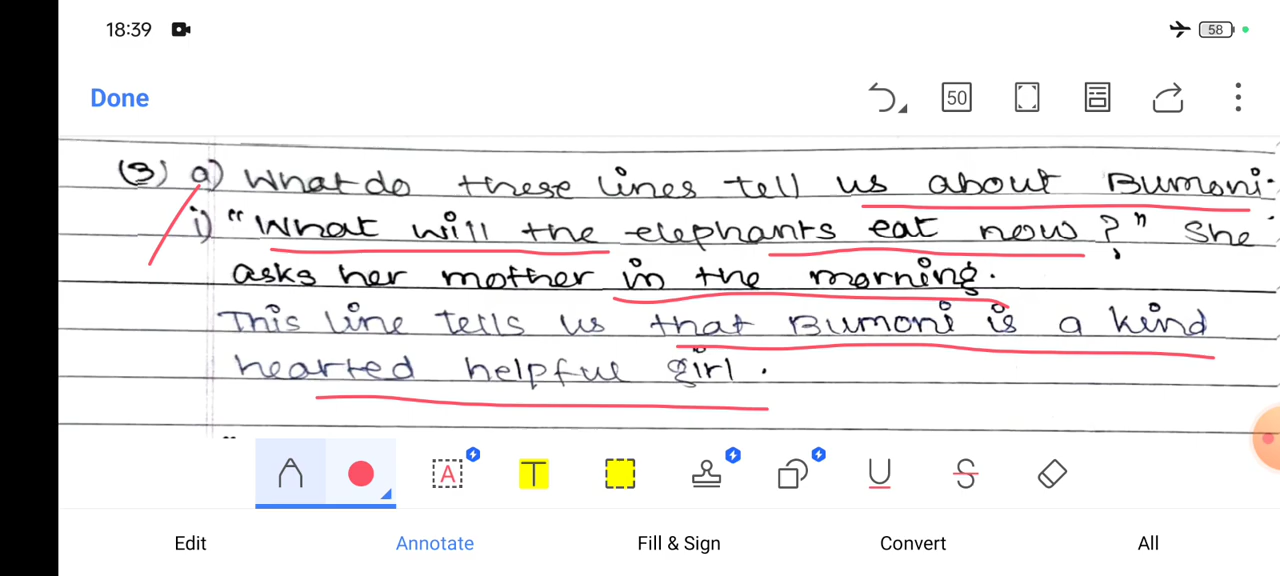 18:39
58
Done
50
(3) a) What do these lines tell us about Bumoni.
i) "What will the elephants eat now?" She
asks her mother in the morning.
This line tells us that Bumoni is a kind
hearted helpful girl.
A
T
U
S
Edit
Annotate
Fill & Sign
Convert
All